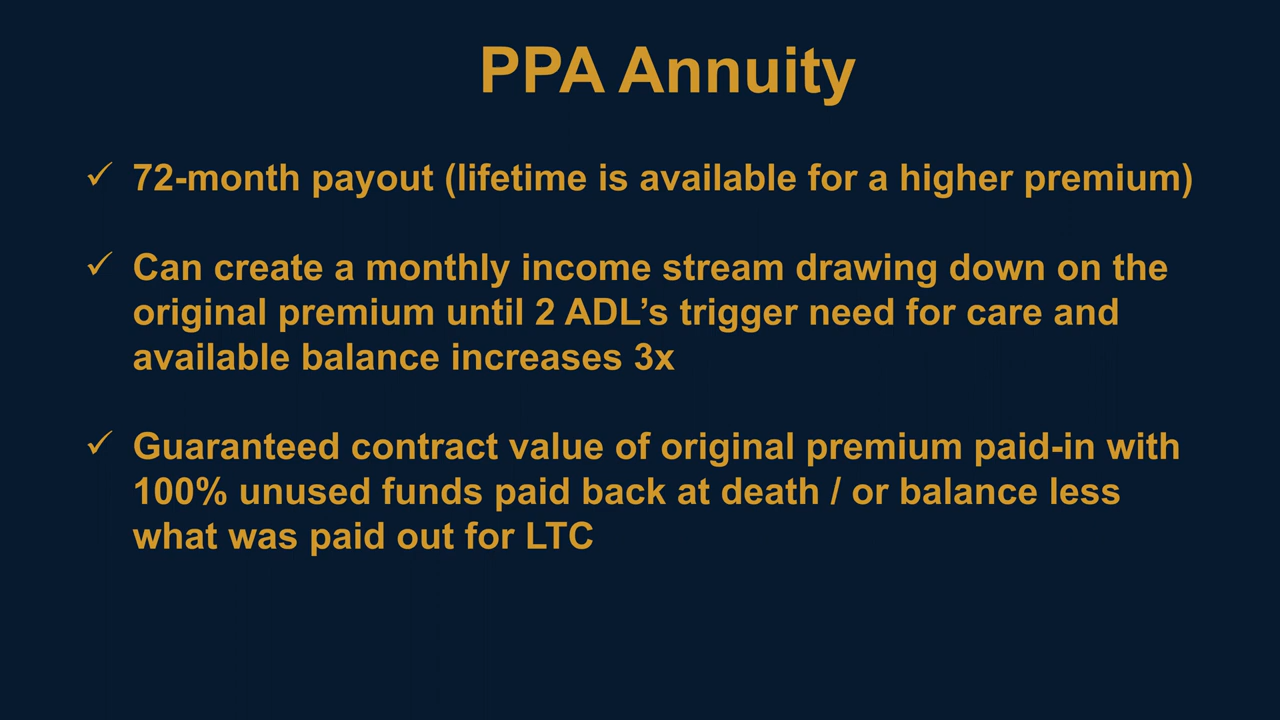 PPA Annuity
✓ 72-month payout (lifetime is available for a higher premium)
✓ Can create a monthly income stream drawing down on the
original premium until 2 ADL’s trigger need for care and
available balance increases 3x
✓ Guaranteed contract value of original premium paid-in with
100% unused funds paid back at death / or balance less
what was paid out for LTC